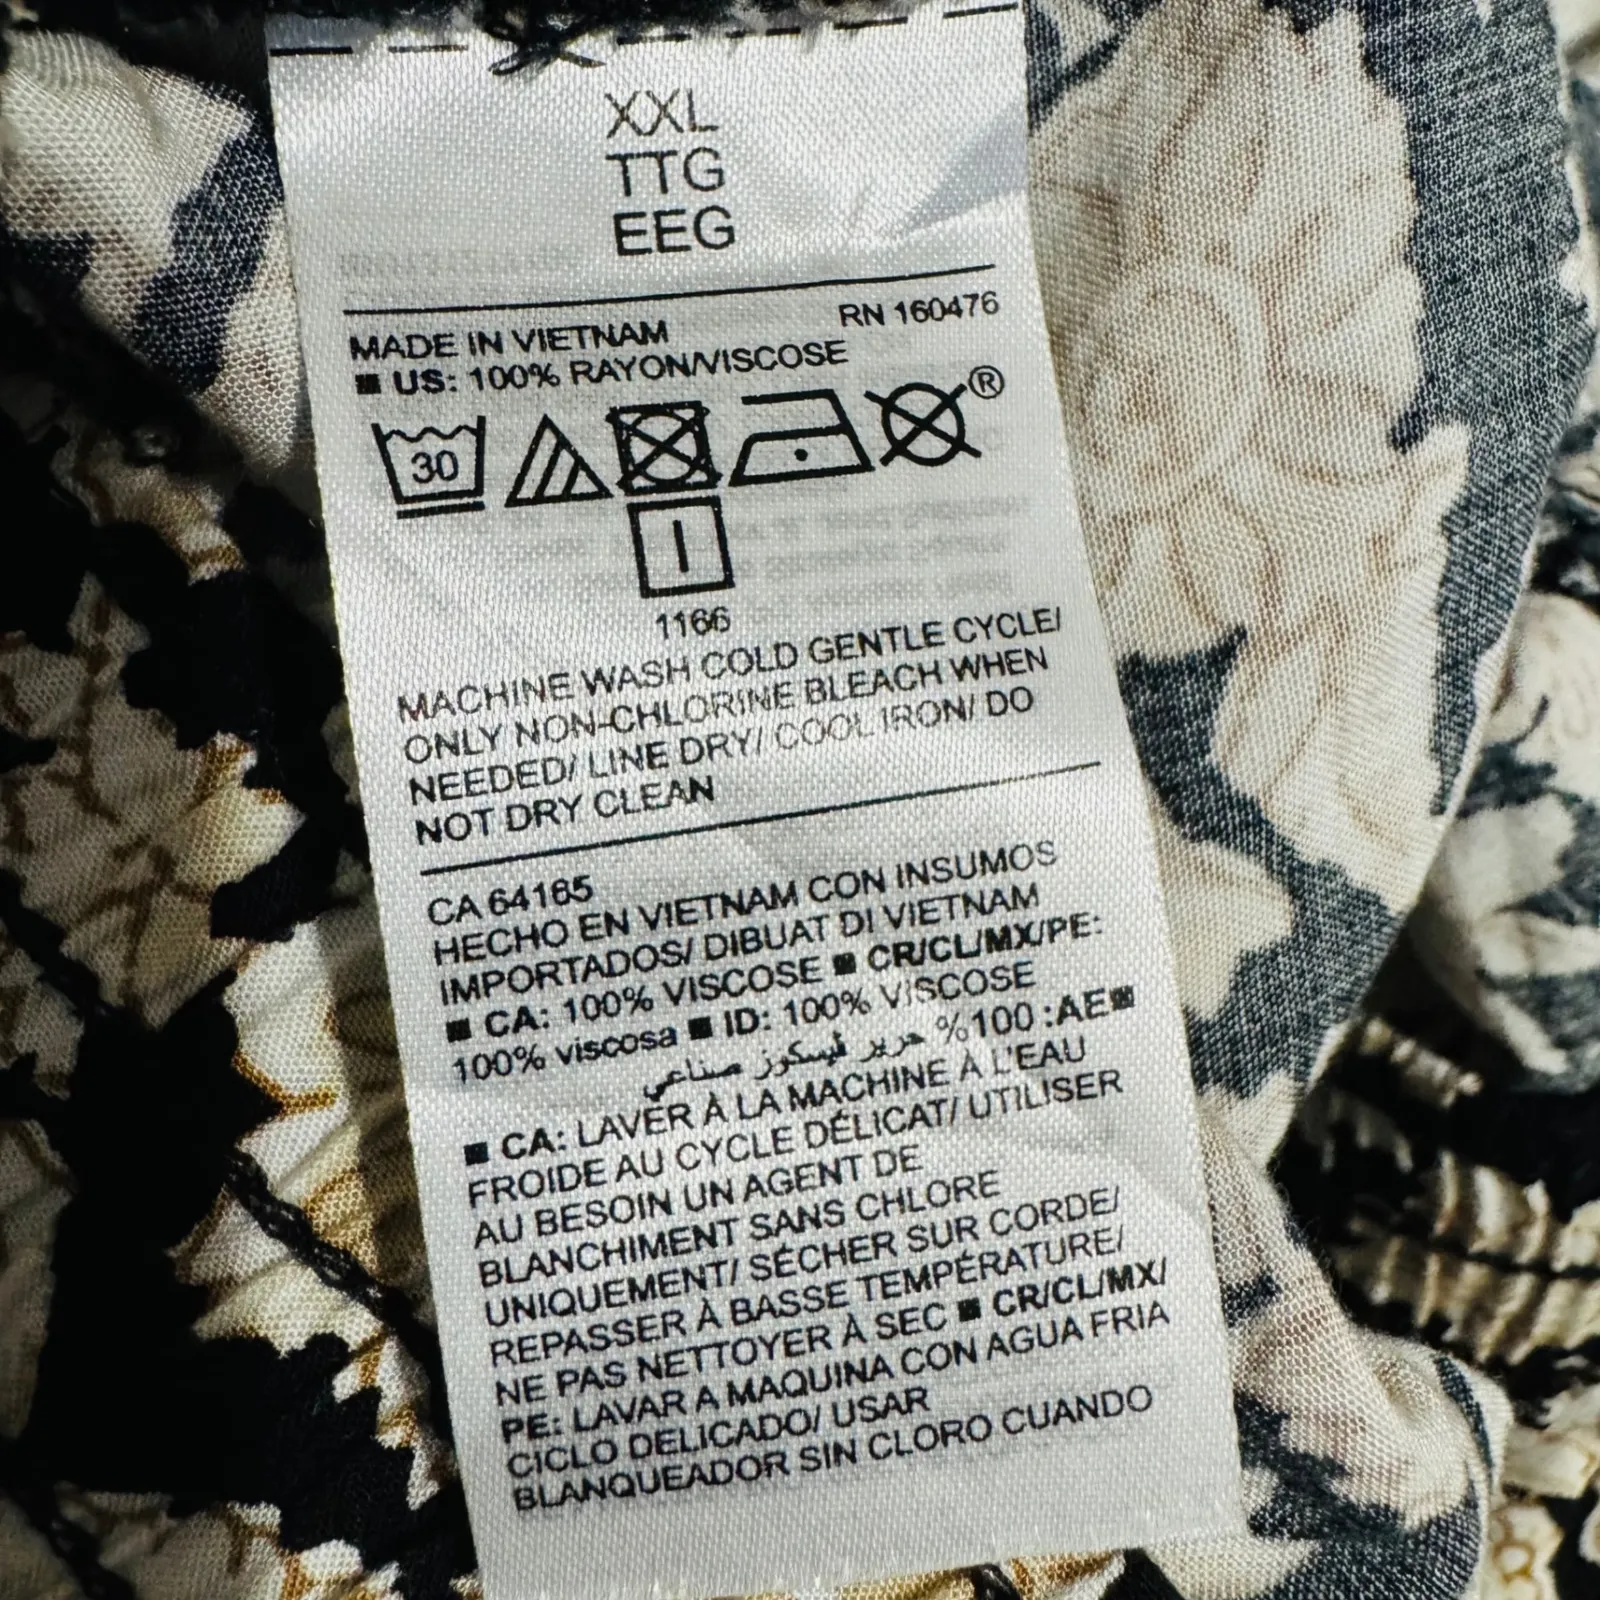 XXL
TTG
EEG
MADE IN VIETNAM RN 160476
■ US: 100% RAYON/VISCOSE
30 ®
1166
MACHINE WASH COLD GENTLE CYCLE/
ONLY NON-CHLORINE BLEACH WHEN
NEEDED/ LINE DRY/ COOL IRON/ DO
NOT DRY CLEAN
CA 64165
HECHO EN VIETNAM CON INSUMOS
IMPORTADOS/ DIBUAT DI VIETNAM
■ CA: 100% VISCOSE ■ CR/CL/MX/PE:
100% viscosa ■ ID: 100% VISCOSE
■AE: 100% حرير ڤيسكوز صناعي
■ CA: LAVER À LA MACHINE À L'EAU
FROIDE AU CYCLE DÉLICAT/ UTILISER
AU BESOIN UN AGENT DE
BLANCHIMENT SANS CHLORE
UNIQUEMENT/ SÉCHER SUR CORDE/
REPASSER À BASSE TEMPÉRATURE/
NE PAS NETTOYER À SEC ■ CR/CL/MX/
PE: LAVAR A MAQUINA CON AGUA FRIA
CICLO DELICADO/ USAR
BLANQUEADOR SIN CLORO CUANDO